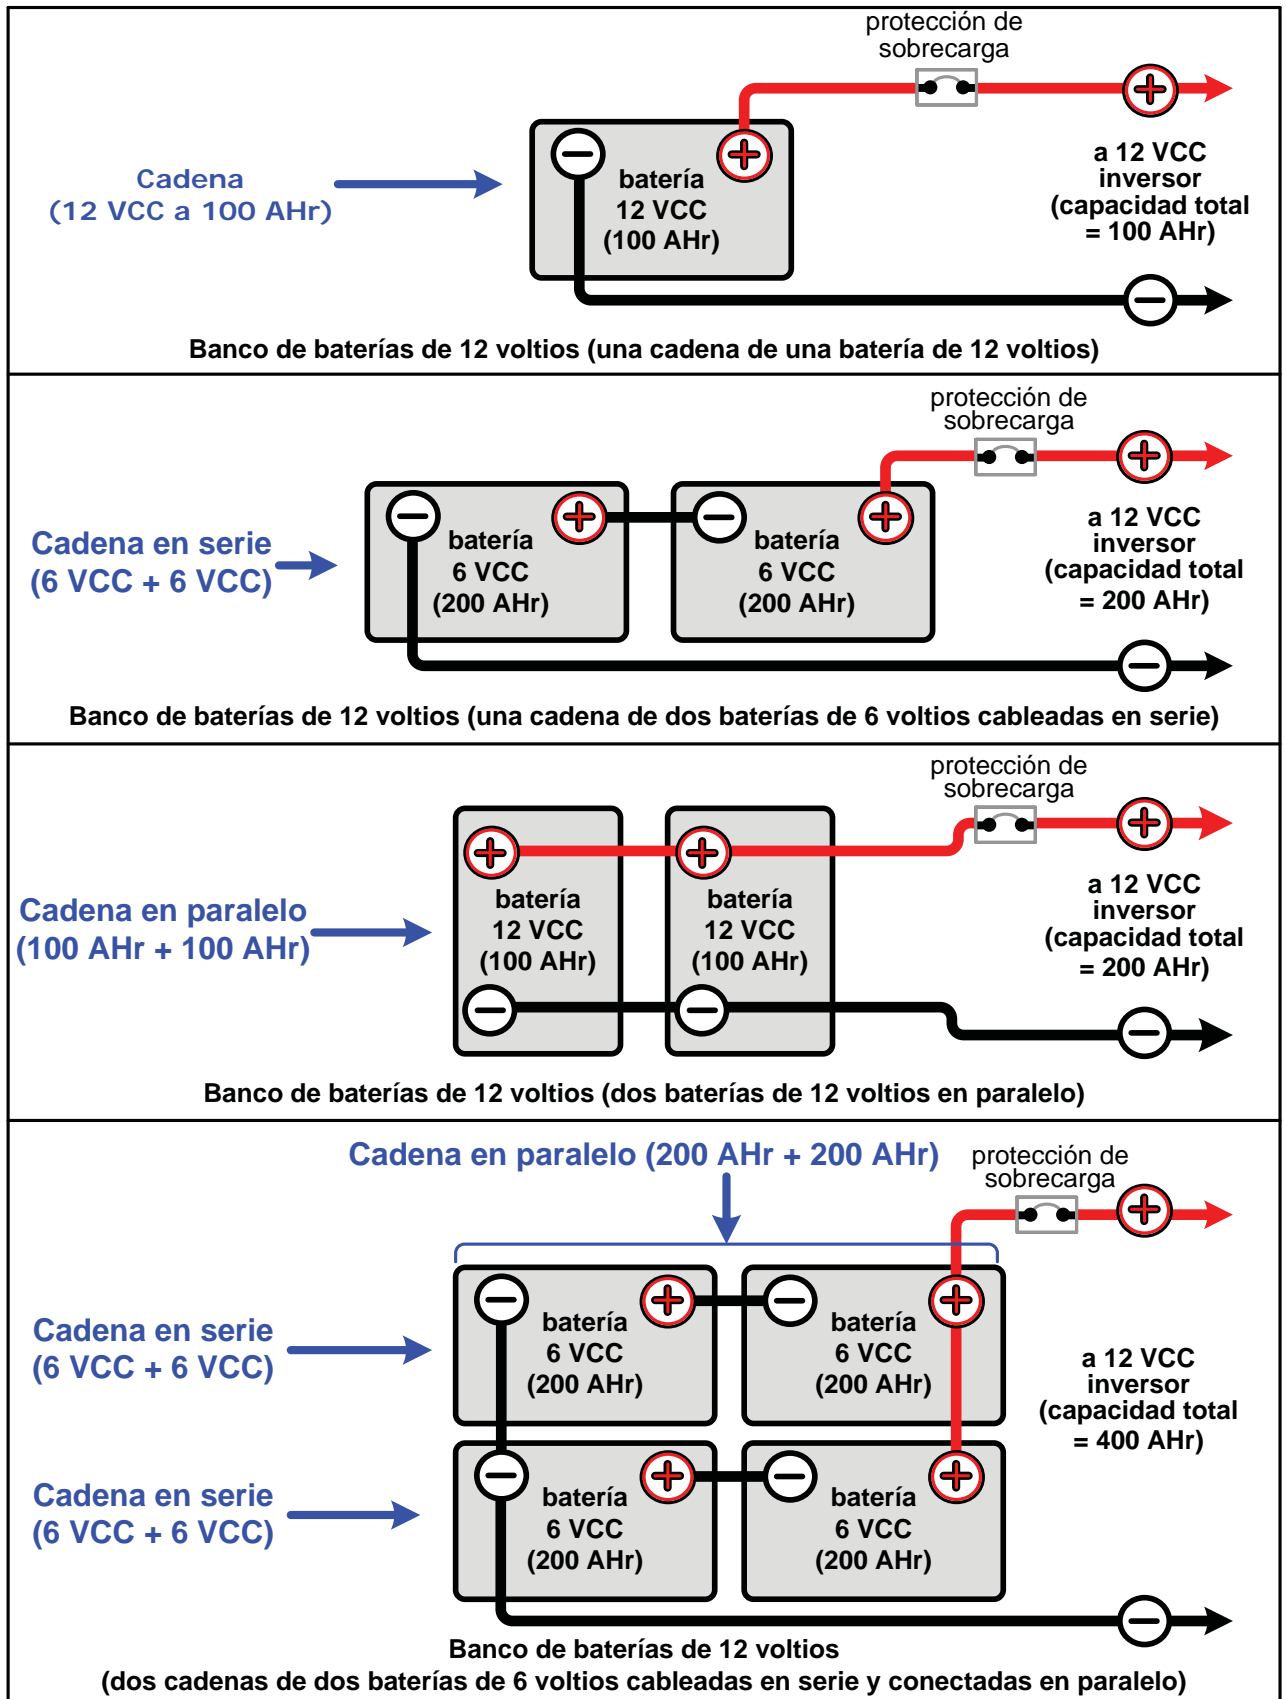 protección de
sobrecarga
Cadena
(12 VCC a 100 AHr)
batería
12 VCC
(100 AHr)
a 12 VCC
inversor
(capacidad total
= 100 AHr)
Banco de baterías de 12 voltios (una cadena de una batería de 12 voltios)
protección de
sobrecarga
Cadena en serie
(6 VCC + 6 VCC)
batería
6 VCC
(200 AHr)
batería
6 VCC
(200 AHr)
a 12 VCC
inversor
(capacidad total
= 200 AHr)
Banco de baterías de 12 voltios (una cadena de dos baterías de 6 voltios cableadas en serie)
protección de
sobrecarga
Cadena en paralelo
(100 AHr + 100 AHr)
batería
12 VCC
(100 AHr)
batería
12 VCC
(100 AHr)
a 12 VCC
inversor
(capacidad total
= 200 AHr)
Banco de baterías de 12 voltios (dos baterías de 12 voltios en paralelo)
Cadena en paralelo (200 AHr + 200 AHr)
protección de
sobrecarga
Cadena en serie
(6 VCC + 6 VCC)
batería
6 VCC
(200 AHr)
batería
6 VCC
(200 AHr)
a 12 VCC
inversor
(capacidad total
= 400 AHr)
Cadena en serie
(6 VCC + 6 VCC)
batería
6 VCC
(200 AHr)
batería
6 VCC
(200 AHr)
Banco de baterías de 12 voltios
(dos cadenas de dos baterías de 6 voltios cableadas en serie y conectadas en paralelo)